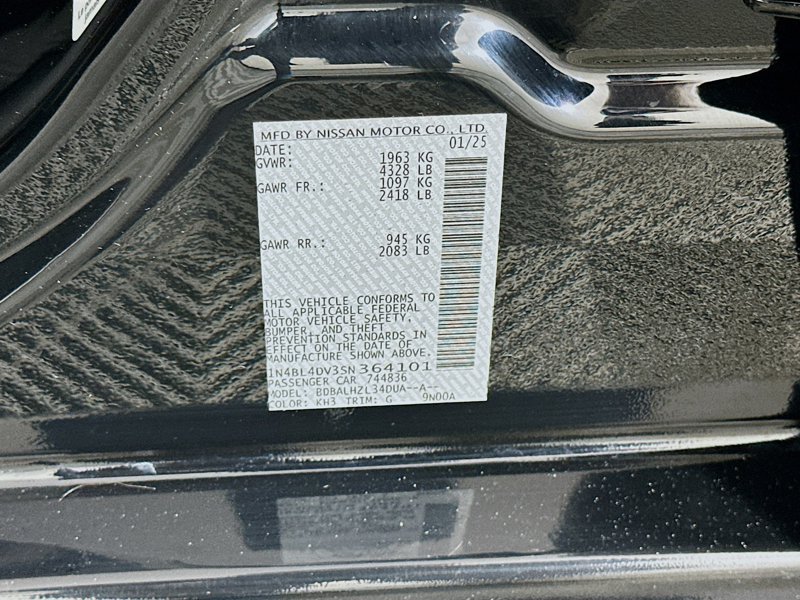 MFD BY NISSAN MOTOR CO., LTD.
DATE: 01/25
GVWR: 1963 KG
4328 LB
GAWR FR.: 1097 KG
2418 LB
GAWR RR.: 945 KG
2083 LB
THIS VEHICLE CONFORMS TO
ALL APPLICABLE FEDERAL
MOTOR VEHICLE SAFETY,
BUMPER, AND THEFT
PREVENTION STANDARDS IN
EFFECT ON THE DATE OF
MANUFACTURE SHOWN ABOVE.
1N4BL4DV3SN364101
PASSENGER CAR 744836
MODEL: BDBALHZL34DUA--A--
COLOR: KH3 TRIM: G 9N00A